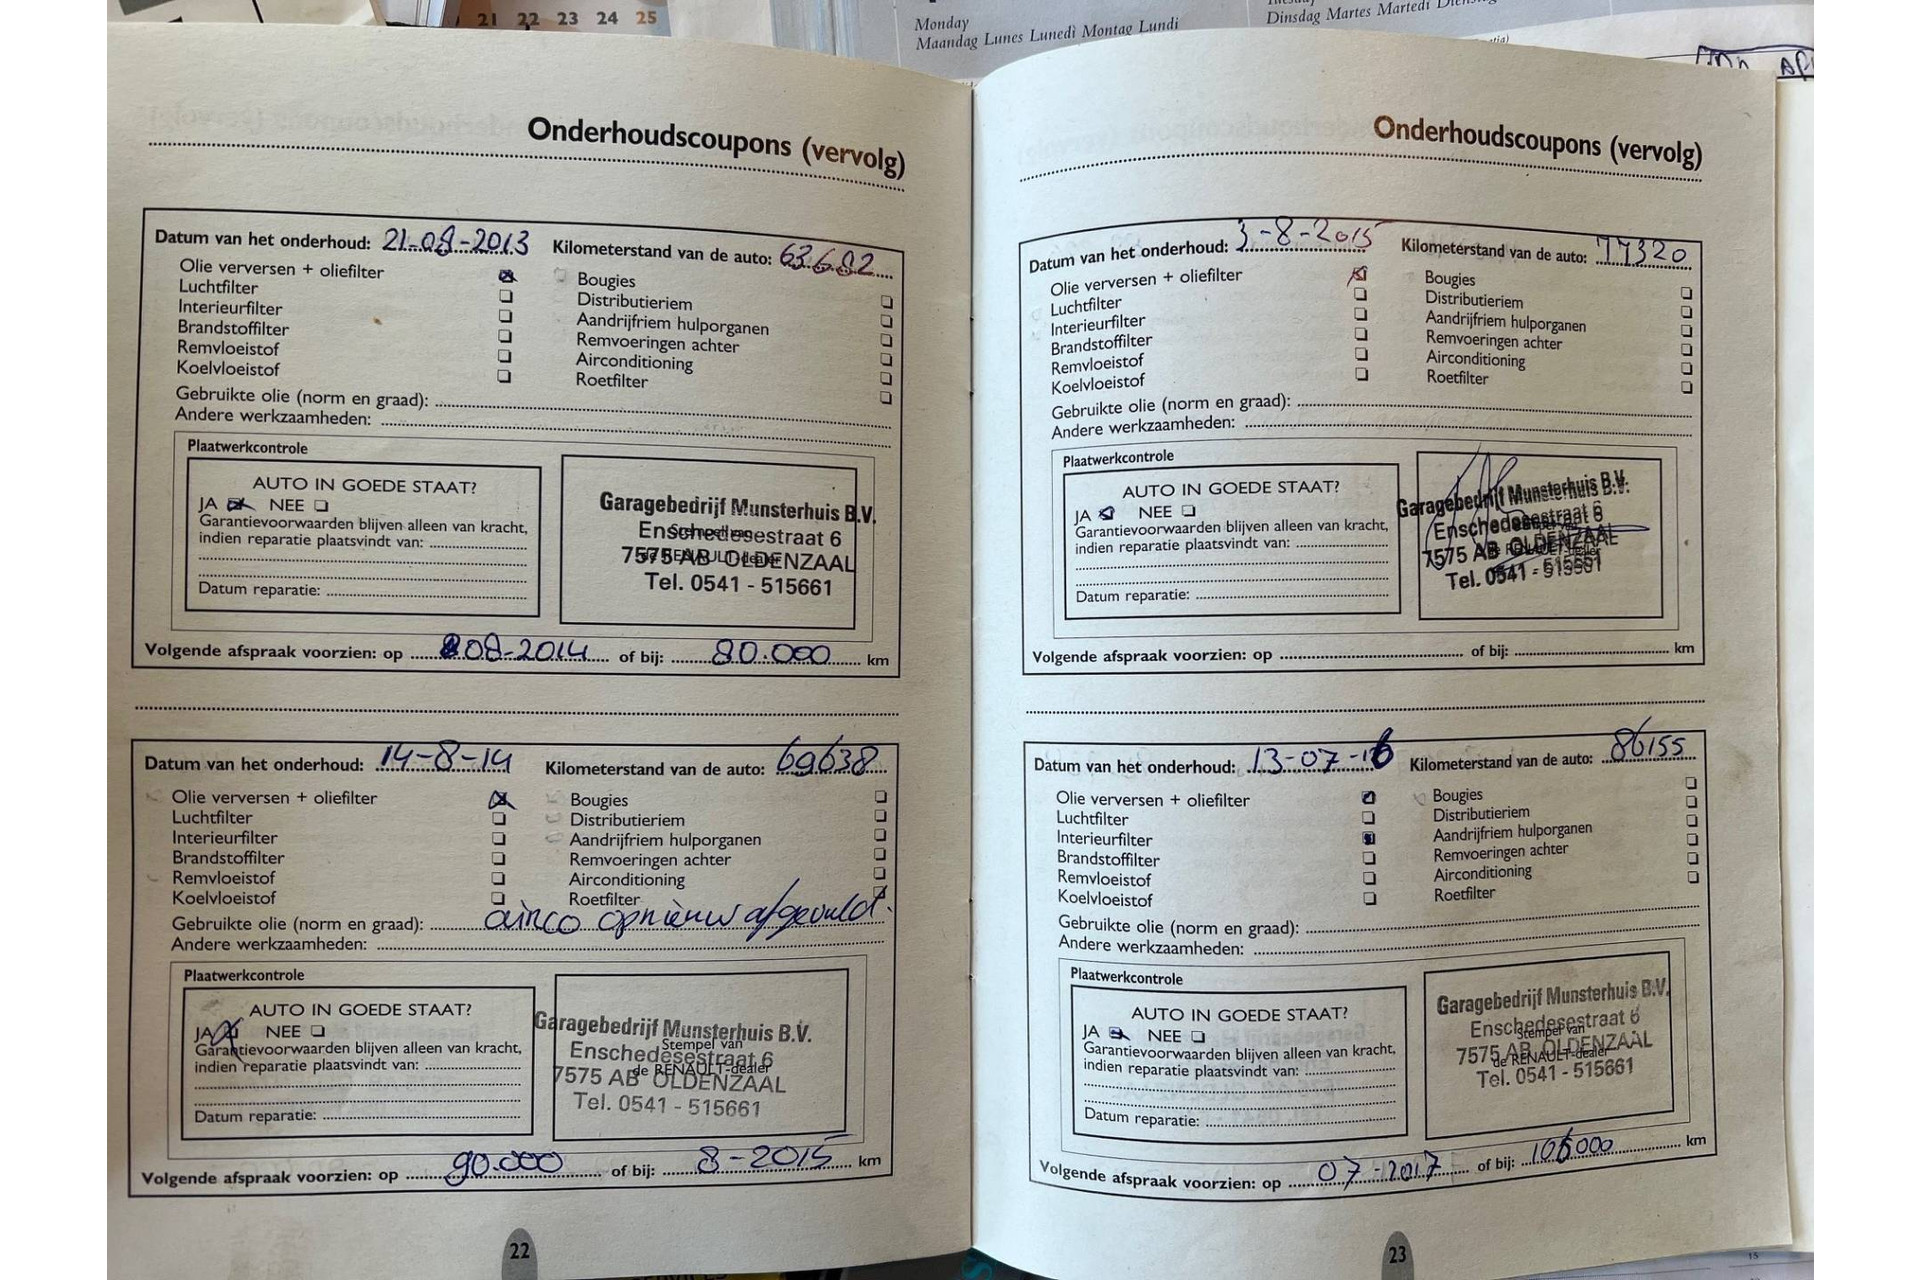 21 22 23 24 25
Monday
Maandag Lunes Lunedì Montag Lundi
Dinsdag Martes Martedì
Onderhoudscoupons (vervolg)
Datum van het onderhoud: 21-08-2013 Kilometerstand van de auto: 63682
Olie verversen + oliefilter
Luchtfilter
Interieurfilter
Brandstoffilter
Remvloeistof
Koelvloeistof
Bougies
Distributieriem
Aandrijfriem hulporganen
Remvoeringen achter
Airconditioning
Roetfilter
Gebruikte olie (norm en graad):
Andere werkzaamheden:
Plaatwerkcontrole
AUTO IN GOEDE STAAT?
JA NEE
Garantievoorwaarden blijven alleen van kracht,
indien reparatie plaatsvindt van:
Datum reparatie:
Garagebedrijf Munsterhuis B.V.
Enschedesestraat 6
7575 AB OLDENZAAL
de RENAULT-dealer
Tel. 0541 - 515661
Volgende afspraak voorzien: op 08-2014 of bij: 80.000 km
Datum van het onderhoud: 14-8-14 Kilometerstand van de auto: 69638
Olie verversen + oliefilter
Luchtfilter
Interieurfilter
Brandstoffilter
Remvloeistof
Koelvloeistof
Bougies
Distributieriem
Aandrijfriem hulporganen
Remvoeringen achter
Airconditioning
Roetfilter
Gebruikte olie (norm en graad): airco opnieuw afgevuld.
Andere werkzaamheden:
Plaatwerkcontrole
AUTO IN GOEDE STAAT?
JA NEE
Garantievoorwaarden blijven alleen van kracht,
indien reparatie plaatsvindt van:
Datum reparatie:
Garagebedrijf Munsterhuis B.V.
Stempel van
Enschedesestraat 6
de RENAULT-dealer
7575 AB OLDENZAAL
Tel. 0541 - 515661
Volgende afspraak voorzien: op 90.000 of bij: 8-2015 km
22
Onderhoudscoupons (vervolg)
Datum van het onderhoud: 3-8-2015 Kilometerstand van de auto: 77320
Olie verversen + oliefilter
Luchtfilter
Interieurfilter
Brandstoffilter
Remvloeistof
Koelvloeistof
Bougies
Distributieriem
Aandrijfriem hulporganen
Remvoeringen achter
Airconditioning
Roetfilter
Gebruikte olie (norm en graad):
Andere werkzaamheden:
Plaatwerkcontrole
AUTO IN GOEDE STAAT?
JA NEE
Garantievoorwaarden blijven alleen van kracht,
indien reparatie plaatsvindt van:
Datum reparatie:
Garagebedrijf Munsterhuis B.V.
Enschedesestraat 6
7575 AB OLDENZAAL
Tel. 0541 - 515661
Volgende afspraak voorzien: op of bij: km
Datum van het onderhoud: 13-07-16 Kilometerstand van de auto: 86155
Olie verversen + oliefilter
Luchtfilter
Interieurfilter
Brandstoffilter
Remvloeistof
Koelvloeistof
Bougies
Distributieriem
Aandrijfriem hulporganen
Remvoeringen achter
Airconditioning
Roetfilter
Gebruikte olie (norm en graad):
Andere werkzaamheden:
Plaatwerkcontrole
AUTO IN GOEDE STAAT?
JA NEE
Garantievoorwaarden blijven alleen van kracht,
indien reparatie plaatsvindt van:
Datum reparatie:
Garagebedrijf Munsterhuis B.V.
Enschedesestraat 6
Stempel van
7575 AB OLDENZAAL
de RENAULT-dealer
Tel. 0541 - 515661
Volgende afspraak voorzien: op 07-2017 of bij: 106000 km
23